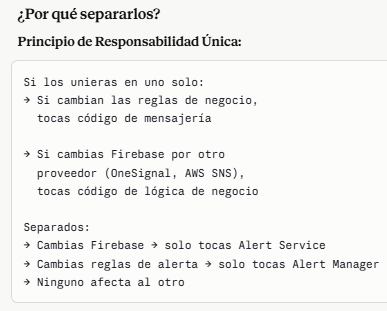 ¿Por qué separarlos?
Principio de Responsabilidad Única:
Si los unieras en uno solo:
→ Si cambian las reglas de negocio,
tocas código de mensajería
→ Si cambias Firebase por otro
proveedor (OneSignal, AWS SNS),
tocas código de lógica de negocio
Separados:
→ Cambias Firebase → solo tocas Alert Service
→ Cambias reglas de alerta → solo tocas Alert Manager
→ Ninguno afecta al otro